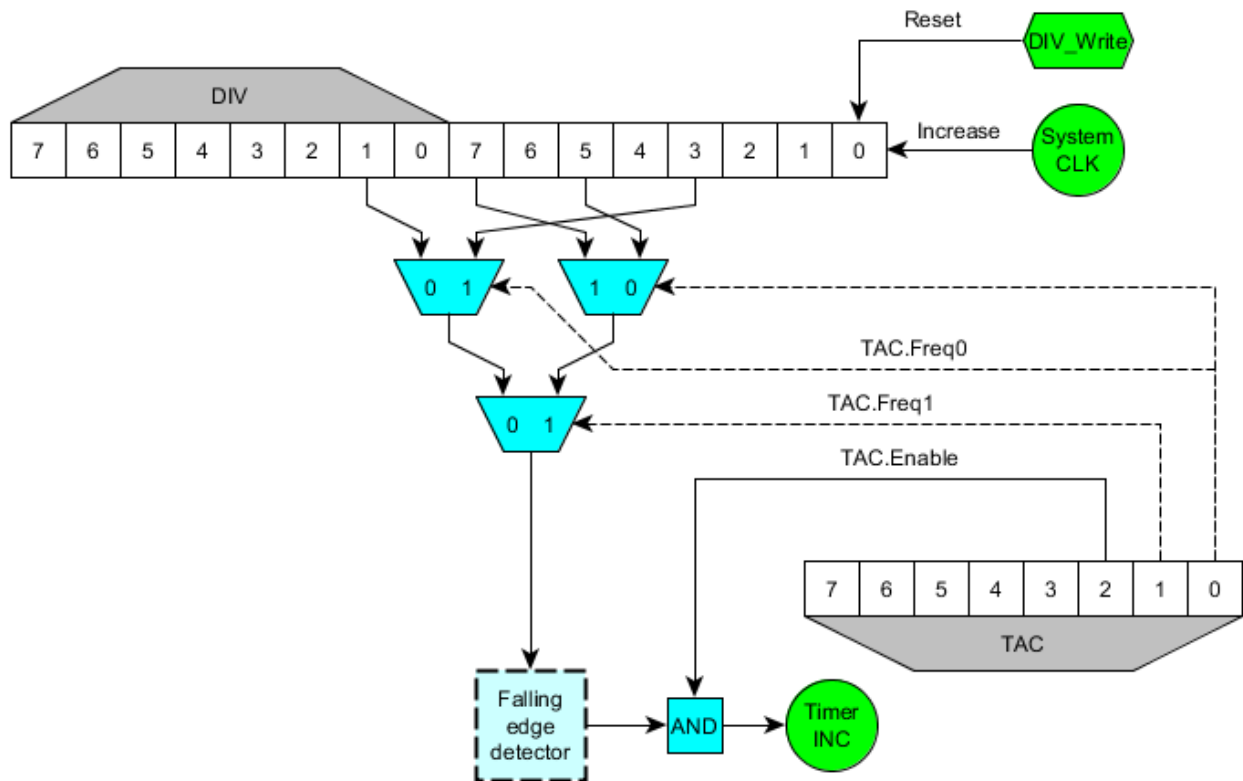 Reset
DIV_Write
DIV
7 6 5 4 3 2 1 0 7 6 5 4 3 2 1 0
Increase
System
CLK
0 1
1 0
TAC.Freq0
TAC.Freq1
0 1
TAC.Enable
7 6 5 4 3 2 1 0
TAC
Falling
edge
detector
AND
Timer
INC